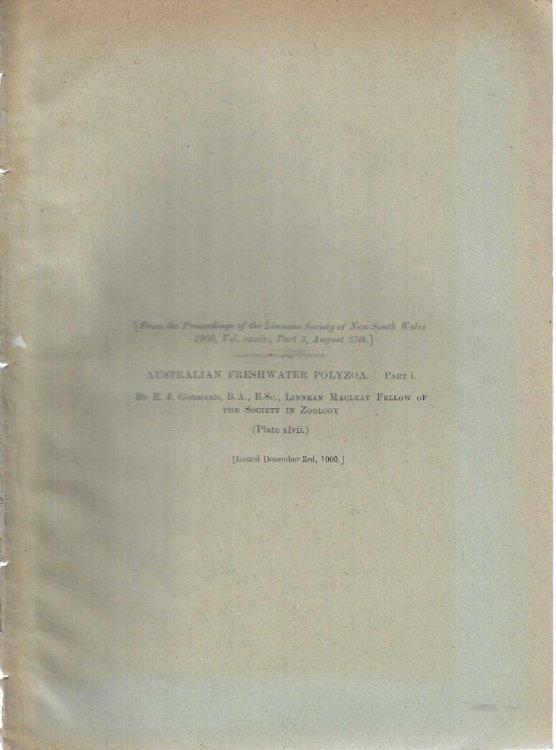 [From the Proceedings of the Linnean Society of New South Wales
1909, Vol. xxxiv., Part 3, August 25th.]
AUSTRALIAN FRESHWATER POLYZOA. Part i.
By E. J. Goddard, B.A., B.Sc., Linnean Macleay Fellow of
the Society in Zoology
(Plate xlvii.)
[Issued December 3rd, 1909.]